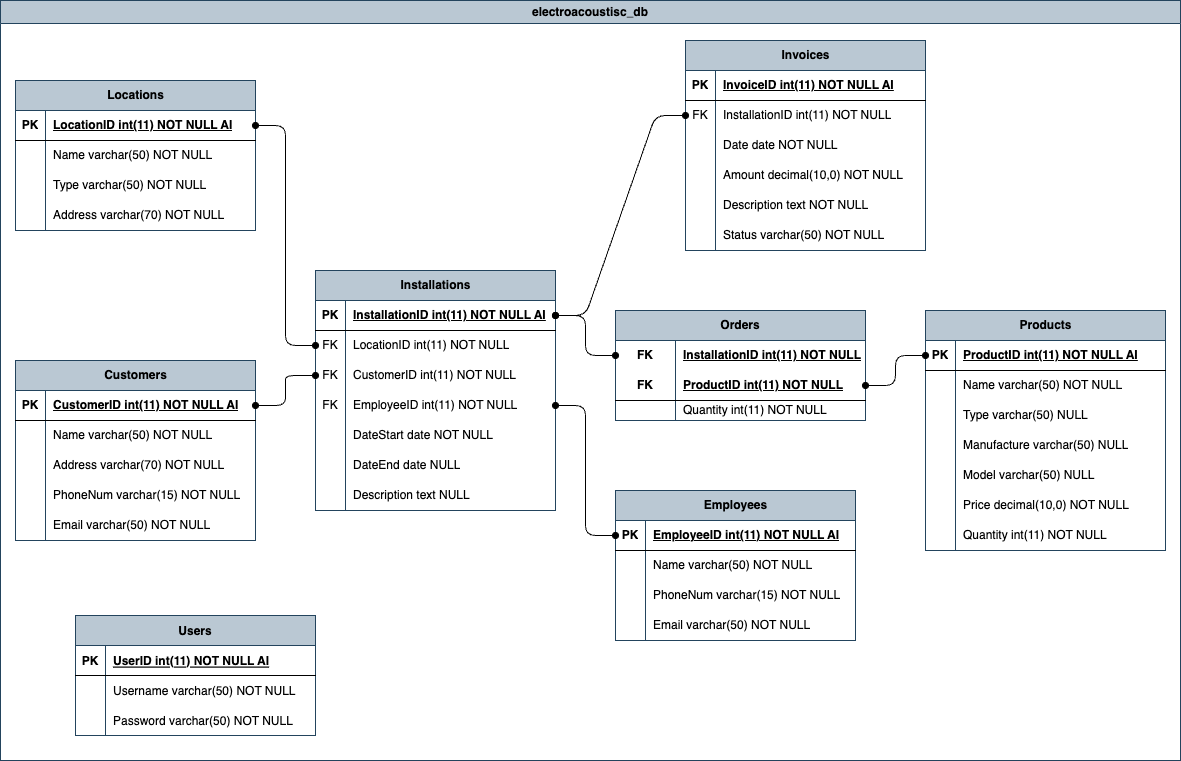 electroacoustisc_db
Invoices
PK InvoiceID int(11) NOT NULL AI
FK InstallationID int(11) NOT NULL
Date date NOT NULL
Amount decimal(10,0) NOT NULL
Description text NOT NULL
Status varchar(50) NOT NULL
Locations
PK LocationID int(11) NOT NULL AI
Name varchar(50) NOT NULL
Type varchar(50) NOT NULL
Address varchar(70) NOT NULL
Installations
PK InstallationID int(11) NOT NULL AI
FK LocationID int(11) NOT NULL
FK CustomerID int(11) NOT NULL
FK EmployeeID int(11) NOT NULL
DateStart date NOT NULL
DateEnd date NULL
Description text NULL
Orders
FK InstallationID int(11) NOT NULL
FK ProductID int(11) NOT NULL
Quantity int(11) NOT NULL
Products
PK ProductID int(11) NOT NULL AI
Name varchar(50) NOT NULL
Type varchar(50) NULL
Manufacture varchar(50) NULL
Model varchar(50) NULL
Price decimal(10,0) NOT NULL
Quantity int(11) NOT NULL
Customers
PK CustomerID int(11) NOT NULL AI
Name varchar(50) NOT NULL
Address varchar(70) NOT NULL
PhoneNum varchar(15) NOT NULL
Email varchar(50) NOT NULL
Employees
PK EmployeeID int(11) NOT NULL AI
Name varchar(50) NOT NULL
PhoneNum varchar(15) NOT NULL
Email varchar(50) NOT NULL
Users
PK UserID int(11) NOT NULL AI
Username varchar(50) NOT NULL
Password varchar(50) NOT NULL